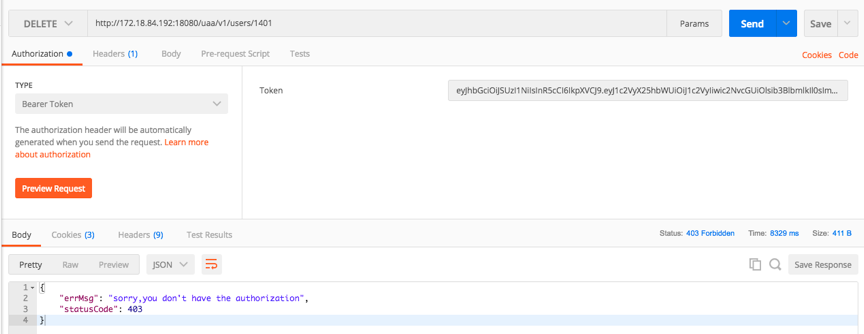 DELETE http://172.18.84.192:18080/uaa/v1/users/1401 Params Send Save
Authorization Headers (1) Body Pre-request Script Tests Cookies Code
TYPE
Bearer Token
The authorization header will be automatically
generated when you send the request. Learn more
about authorization
Preview Request
Token eyJhbGciOiJSUzI1NiIsInR5cCI6IkpXVCJ9.eyJ1c2VyX25hbWUiOiJ1c2VyIiwic2NvcGUiOlsib3BlbmlkIl0sIm...
Body Cookies (3) Headers (9) Test Results Status: 403 Forbidden Time: 8329 ms Size: 411 B
Pretty Raw Preview JSON Save Response
1 {
2 "errMsg": "sorry,you don't have the authorization",
3 "statusCode": 403
4 }